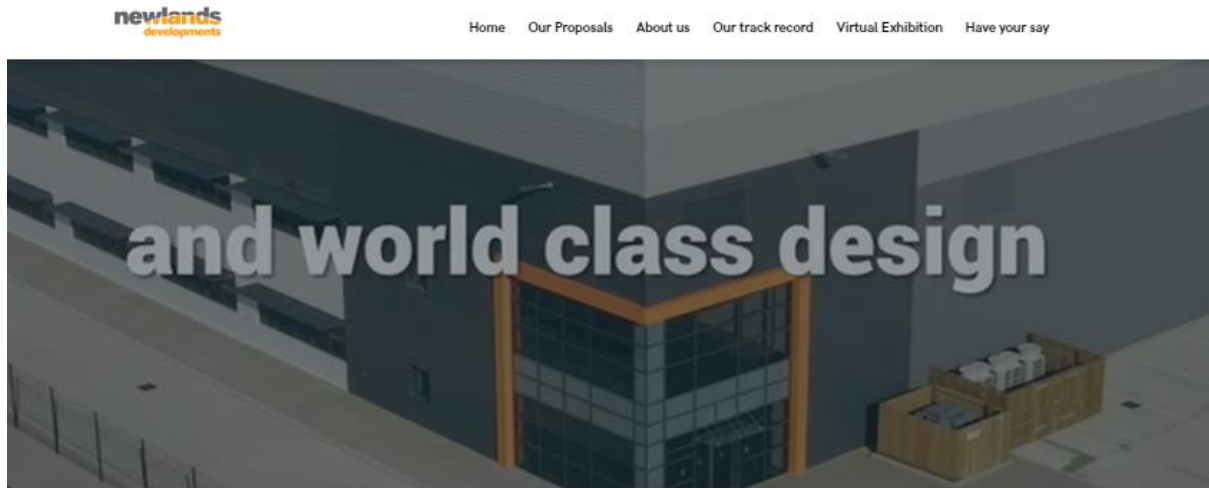 newlands
developments
Home Our Proposals About us Our track record Virtual Exhibition Have your say
and world class design